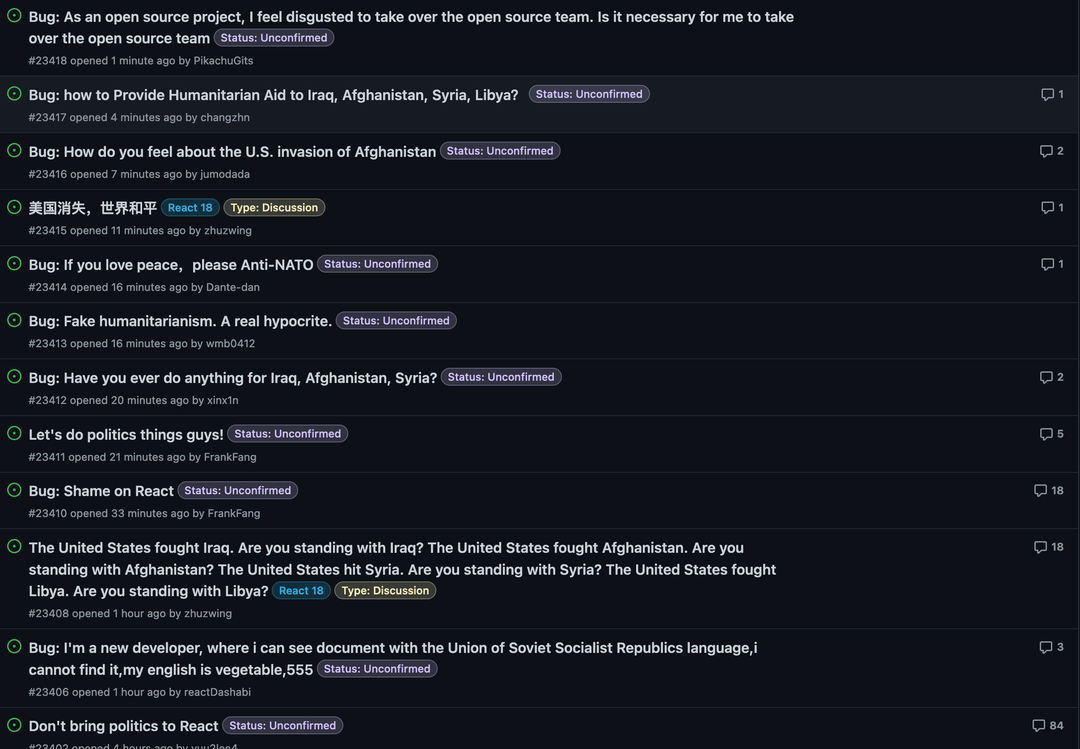 Bug: As an open source project, I feel disgusted to take over the open source team. Is it necessary for me to take
over the open source team Status: Unconfirmed
#23418 opened 1 minute ago by PikachuGits
Bug: how to Provide Humanitarian Aid to Iraq, Afghanistan, Syria, Libya? Status: Unconfirmed 1
#23417 opened 4 minutes ago by changzhn
Bug: How do you feel about the U.S. invasion of Afghanistan Status: Unconfirmed 2
#23416 opened 7 minutes ago by jumodada
美国消失，世界和平 React 18 Type: Discussion 1
#23415 opened 11 minutes ago by zhuzwing
Bug: If you love peace，please Anti-NATO Status: Unconfirmed 1
#23414 opened 16 minutes ago by Dante-dan
Bug: Fake humanitarianism. A real hypocrite. Status: Unconfirmed
#23413 opened 16 minutes ago by wmb0412
Bug: Have you ever do anything for Iraq, Afghanistan, Syria? Status: Unconfirmed 2
#23412 opened 20 minutes ago by xinx1n
Let's do politics things guys! Status: Unconfirmed 5
#23411 opened 21 minutes ago by FrankFang
Bug: Shame on React Status: Unconfirmed 18
#23410 opened 33 minutes ago by FrankFang
The United States fought Iraq. Are you standing with Iraq? The United States fought Afghanistan. Are you 18
standing with Afghanistan? The United States hit Syria. Are you standing with Syria? The United States fought
Libya. Are you standing with Libya? React 18 Type: Discussion
#23408 opened 1 hour ago by zhuzwing
Bug: I'm a new developer, where i can see document with the Union of Soviet Socialist Republics language,i 3
cannot find it,my english is vegetable,555 Status: Unconfirmed
#23406 opened 1 hour ago by reactDashabi
Don't bring politics to React Status: Unconfirmed 84
#23402 opened 4 hours ago by